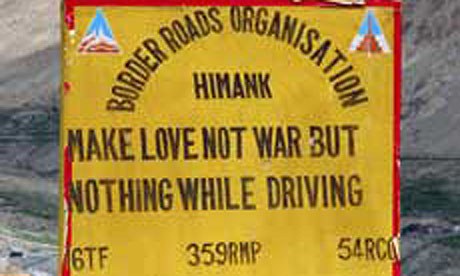 BORDER ROADS ORGANISATION
HIMANK
MAKE LOVE NOT WAR BUT
NOTHING WHILE DRIVING
6TF 359RMP 54RCC